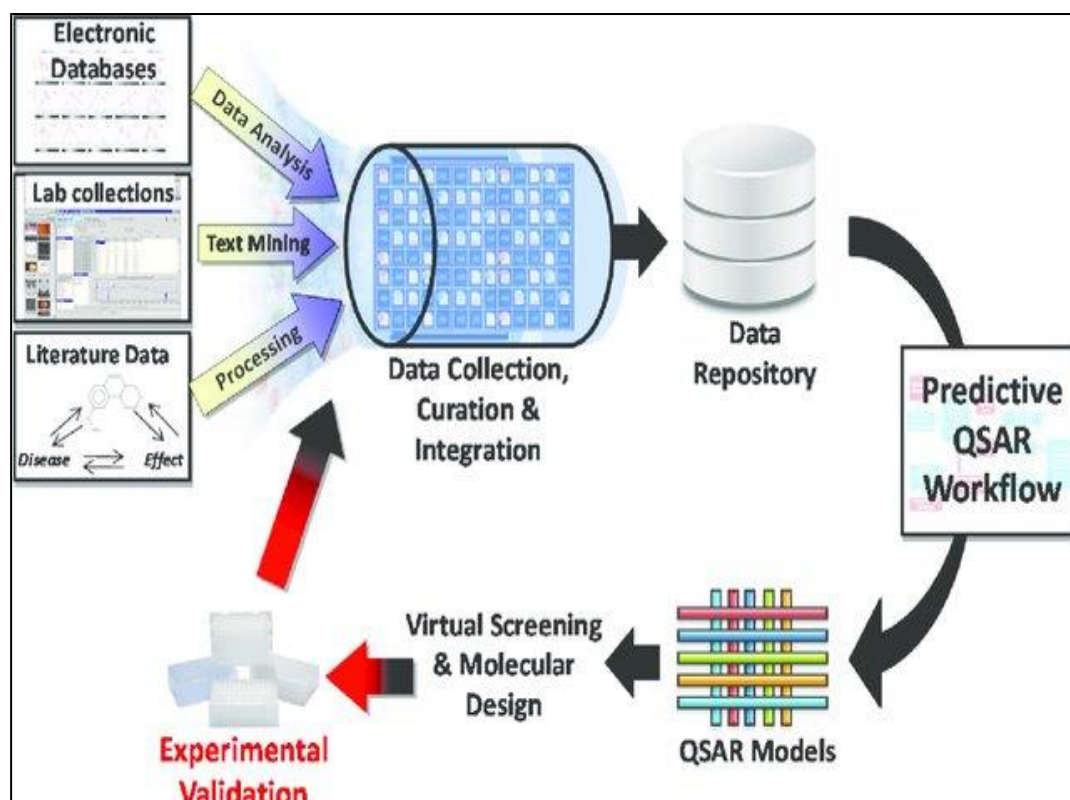 Electronic
Databases
Data Analysis
Lab collections
Text Mining
Literature Data
Processing
Disease
Effect
Data Collection,
Curation &
Integration
Data
Repository
Predictive
QSAR
Workflow
QSAR Models
Virtual Screening
& Molecular
Design
Experimental
Validation